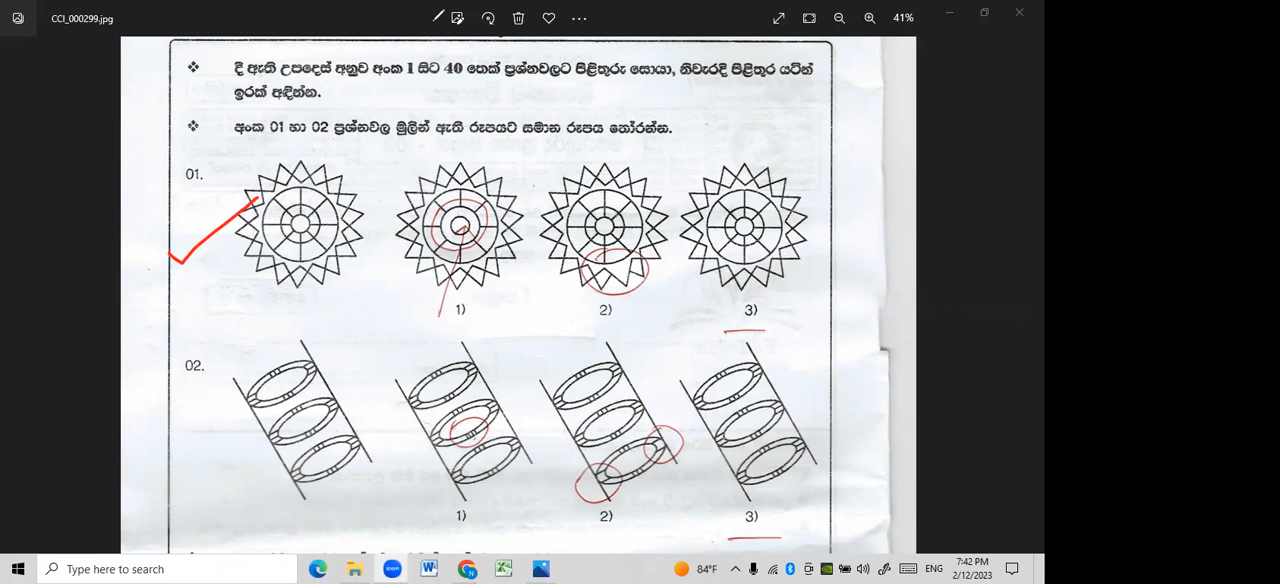 CCI_000299.jpg
41%
❖ දී ඇති උපදෙස් අනුව අංක 1 සිට 40 තෙක් ප්‍රශ්නවලට පිළිතුරු සොයා, නිවැරදි පිළිතුර යටින්
ඉරක් අඳින්න.
❖ අංක 01 හා 02 ප්‍රශ්නවල මුලින් ඇති රූපයට සමාන රූපය තෝරන්න.
01.
1) 2) 3)
02.
1) 2) 3)
Type here to search
84°F
ENG
7:42 PM
2/12/2023